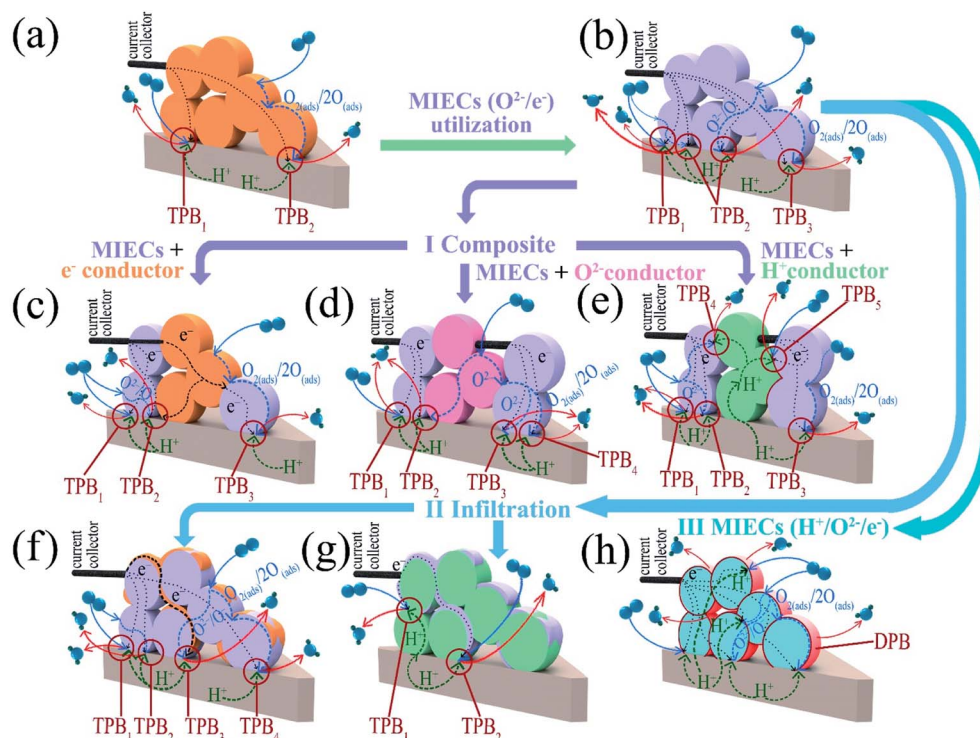 (a)
current
collector
O2(ads)/2O(ads)
H+
H+
TPB1
TPB2
MIECs (O2-/e-)
utilization
(b)
current
collector
O2-
O2(ads)/2O(ads)
H+
TPB1
TPB2
TPB3
I Composite
MIECs +
e- conductor
MIECs + O2-conductor
MIECs +
H+conductor
(c)
current
collector
e-
e-
e-
O2(ads)/2O(ads)
H+
H+
TPB1
TPB2
TPB3
(d)
current
collector
e-
e-
O2-
O2-
O2(ads)/2O(ads)
H+
H+
TPB1
TPB2
TPB3
TPB4
(e)
current
collector
TPB4
TPB5
e-
e-
H+
O2-
O2(ads)/2O(ads)
H+
H+
TPB1
TPB2
TPB3
II Infiltration
III MIECs (H+/O2-/e-)
(f)
current
collector
e-
e-
O2-/O2-
O2(ads)/2O(ads)
H+
H+
TPB1
TPB2
TPB3
TPB4
(g)
e-
H+
H+
TPB1
TPB2
(h)
current
collector
e-
H+
H+
O2(ads)/2O(ads)
H+
H+
DPB